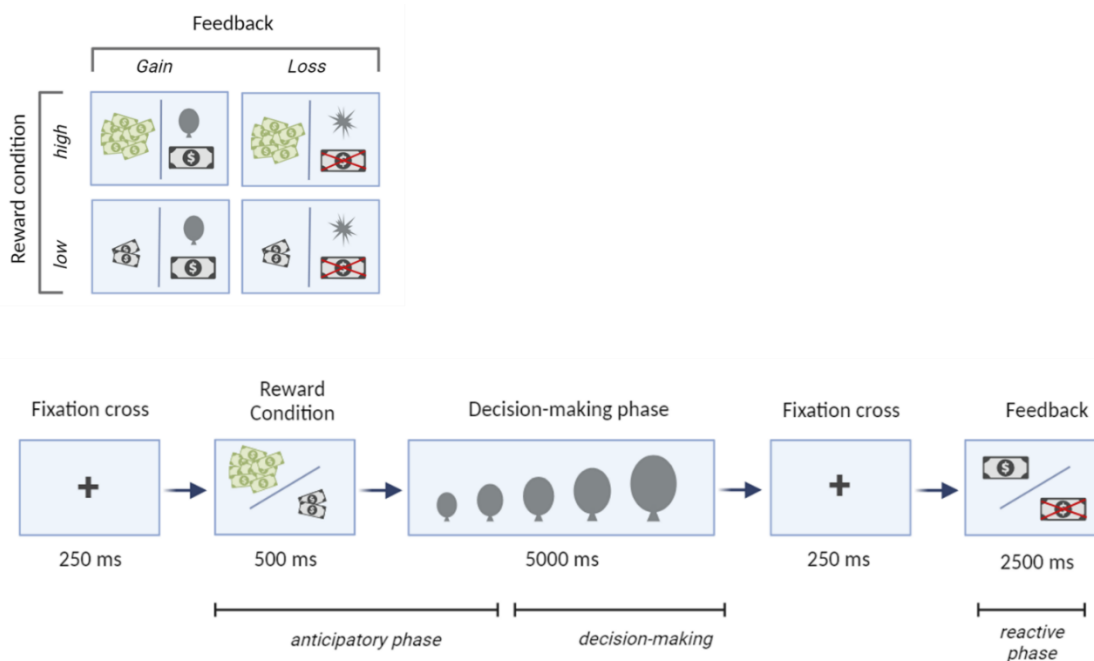 Feedback
Gain Loss
Reward condition
high
low
Fixation cross
Reward
Condition
Decision-making phase
Fixation cross
Feedback
+
+
250 ms
500 ms
5000 ms
250 ms
2500 ms
anticipatory phase
decision-making
reactive
phase